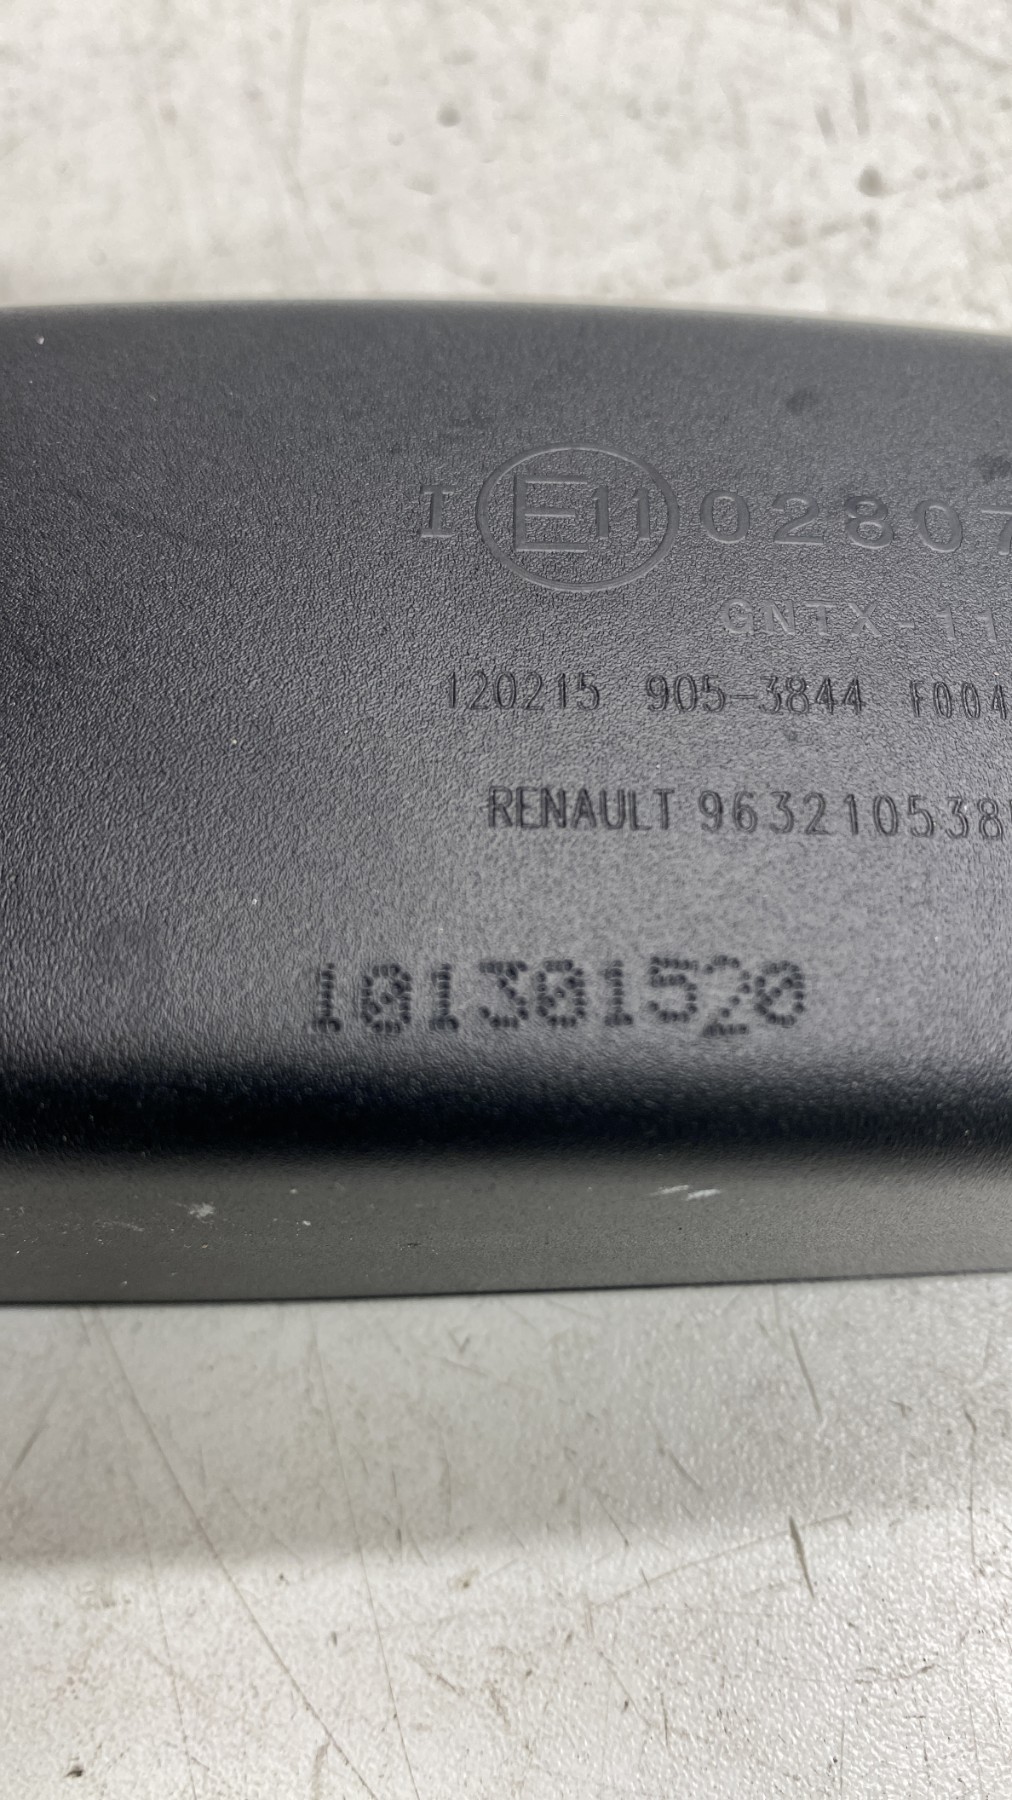 I E11 02807
GNTX-11
120215 905-3844 F004
RENAULT 963210538
101301520